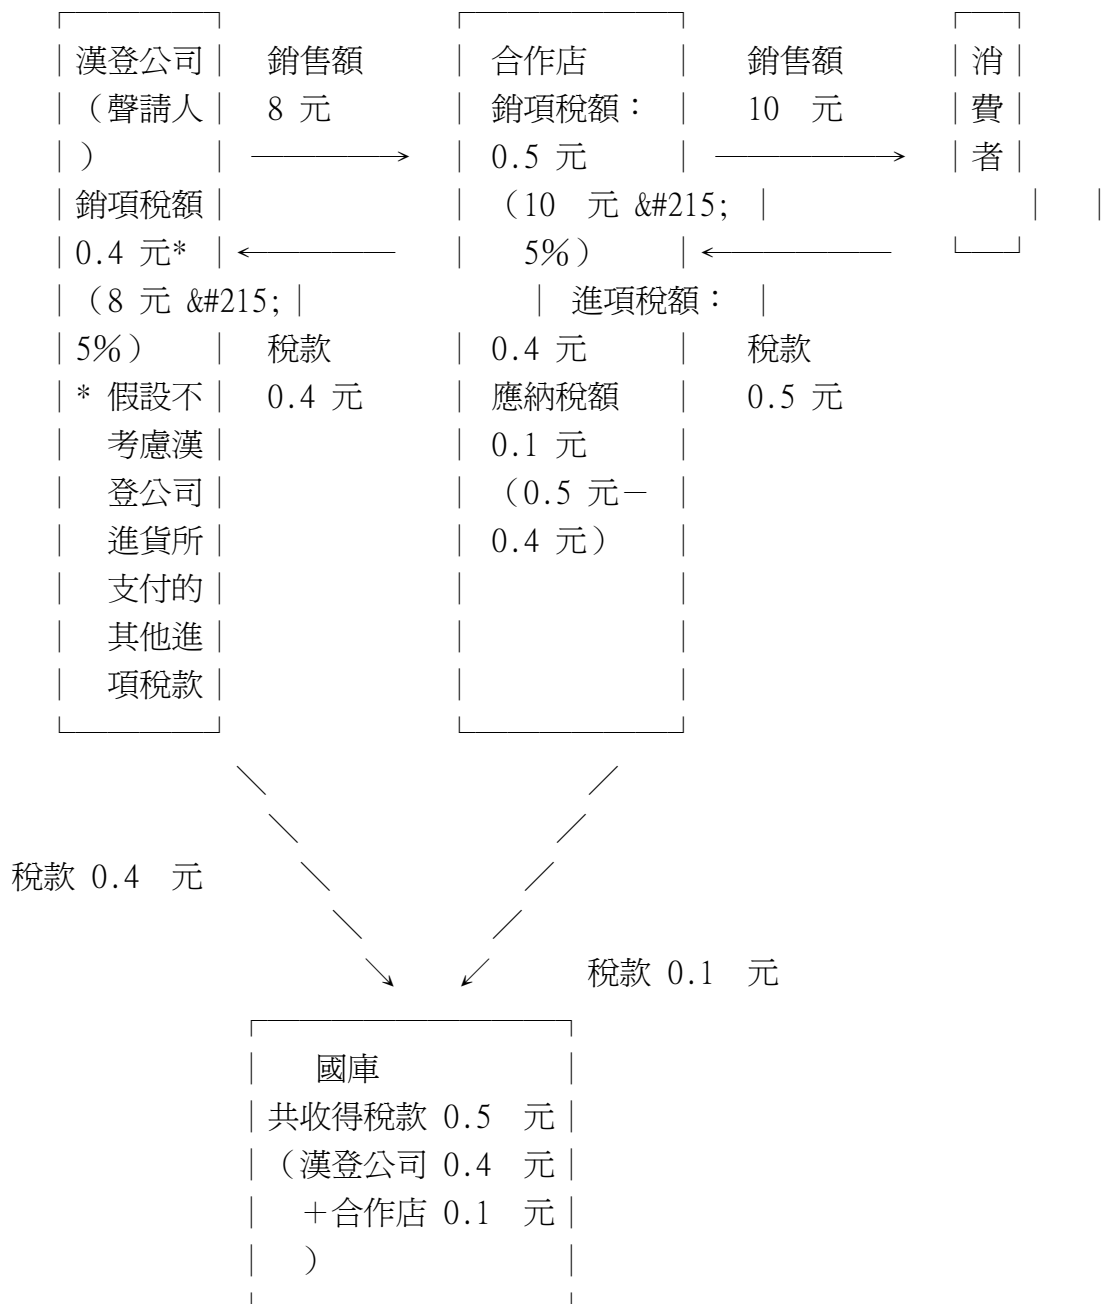 漢登公司 銷售額 合作店 銷售額 消
（聲請人 8 元 銷項稅額： 10 元 費
） 0.5 元 者
銷項稅額 （10 元 &#215;
0.4 元* 5%）
（8 元 &#215; 進項稅額：
5%） 稅款 0.4 元 稅款
* 假設不 0.4 元 應納稅額 0.5 元
考慮漢 0.1 元
登公司 （0.5 元－
進貨所 0.4 元）
支付的
其他進
項稅款
稅款 0.4 元
稅款 0.1 元
國庫
共收得稅款 0.5 元
（漢登公司 0.4 元
＋合作店 0.1 元
）